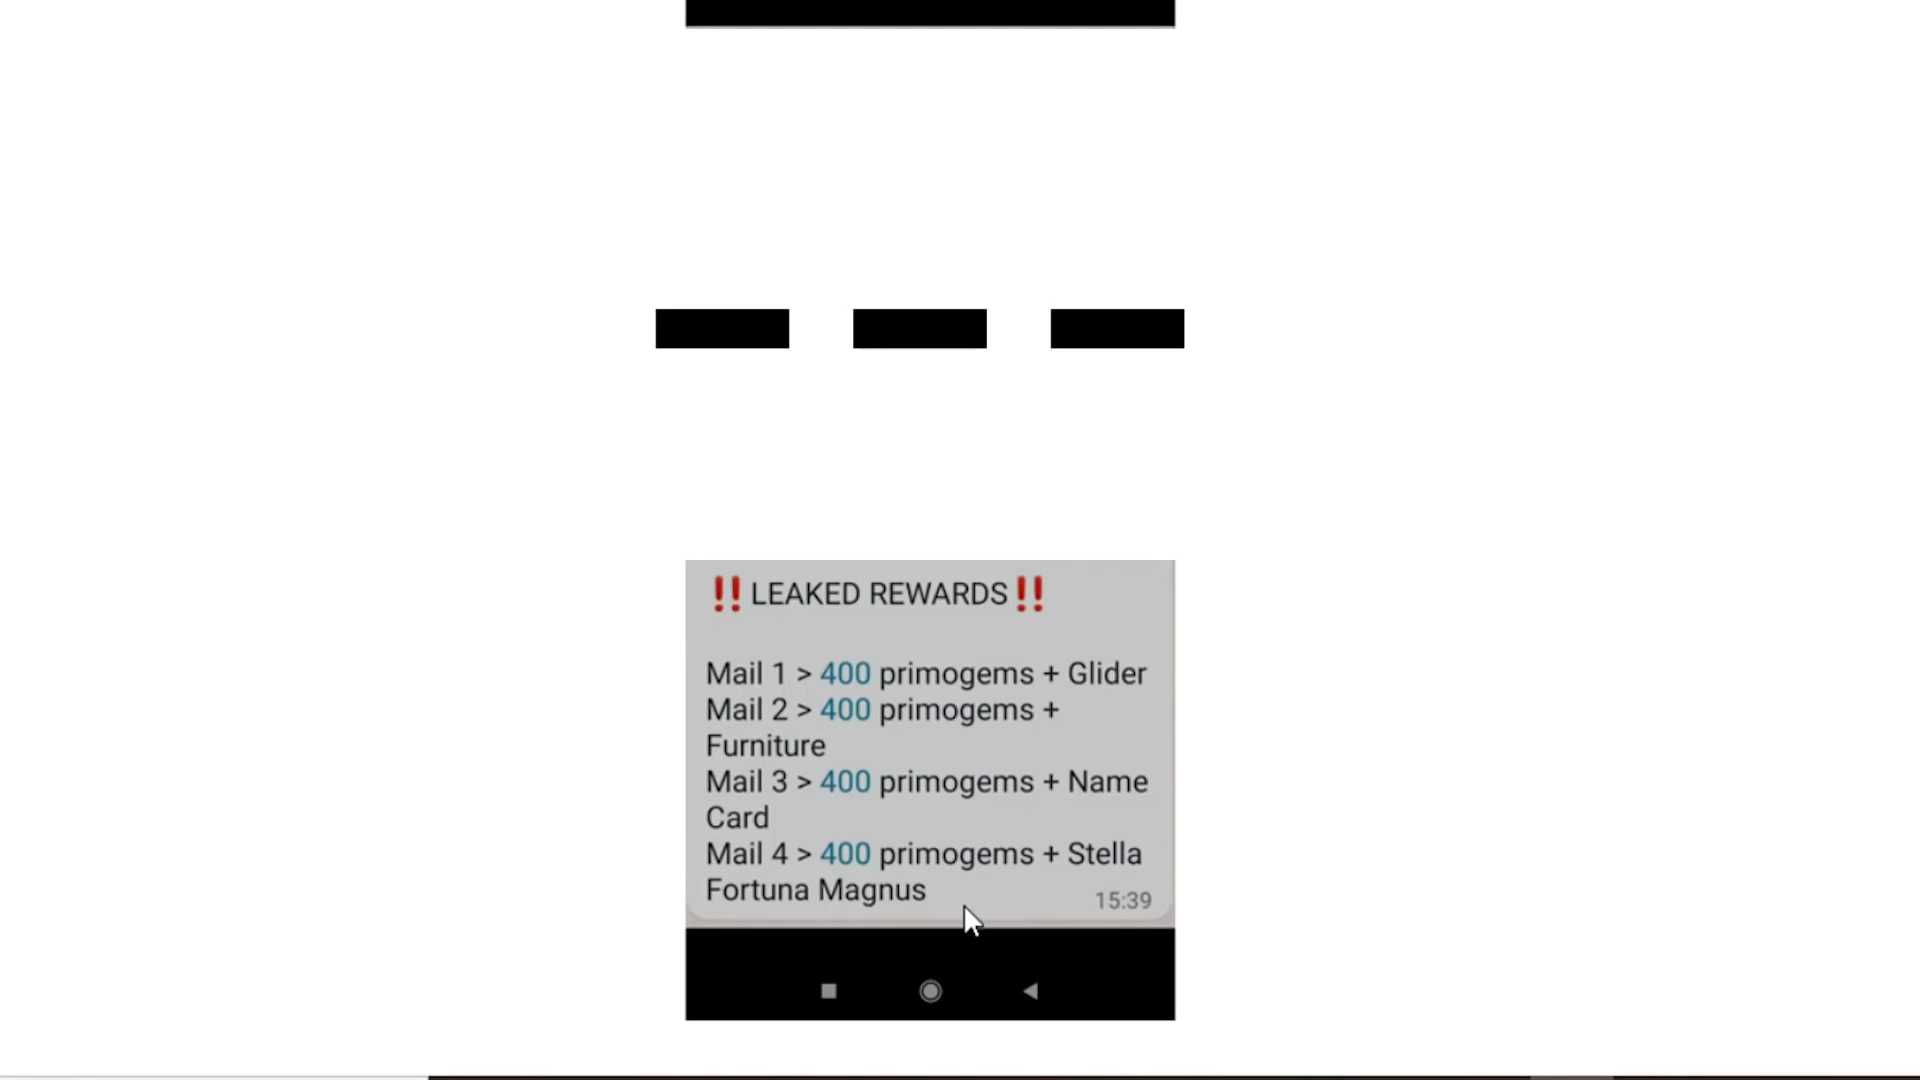 ‼️LEAKED REWARDS‼️
Mail 1 > 400 primogems + Glider
Mail 2 > 400 primogems +
Furniture
Mail 3 > 400 primogems + Name
Card
Mail 4 > 400 primogems + Stella
Fortuna Magnus
15:39